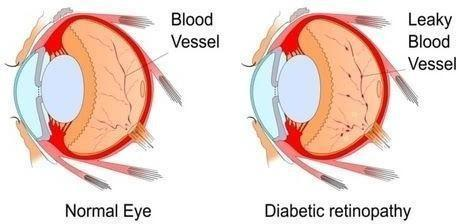 Blood
Vessel
Leaky
Blood
Vessel
Normal Eye
Diabetic retinopathy